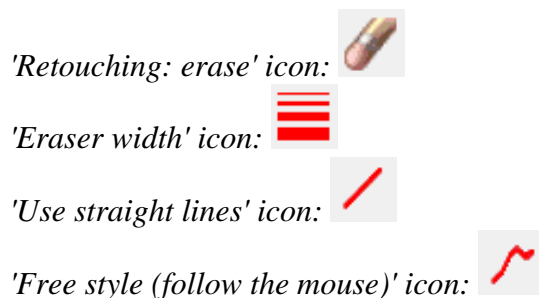 'Retouching: erase' icon:
'Eraser width' icon:
'Use straight lines' icon:
'Free style (follow the mouse)' icon: